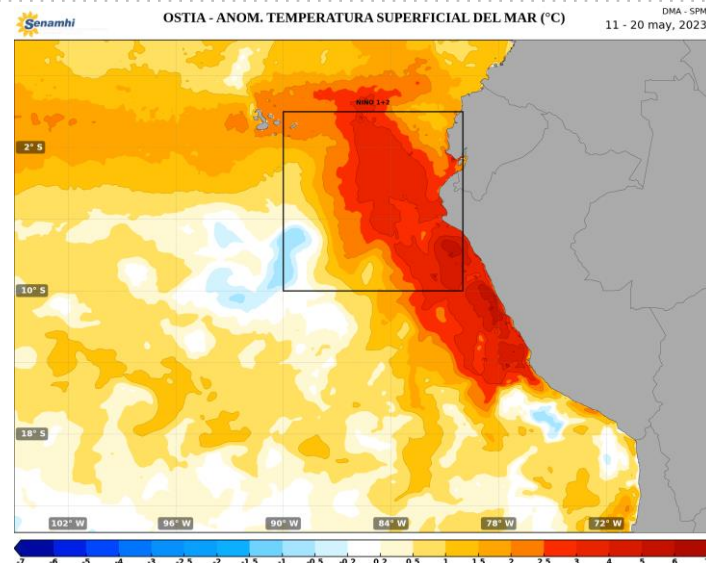 Senamhi
OSTIA - ANOM. TEMPERATURA SUPERFICIAL DEL MAR (°C)
DMA - SPM
11 - 20 may, 2023
NIÑO 1+2
2° S
10° S
18° S
102° W
96° W
90° W
84° W
78° W
72° W
-7 -6 -5 -4 -3 -2.5 -2 -1.5 -1 -0.5 -0.2 0.2 0.5 1 1.5 2 2.5 3 4 5 6 7